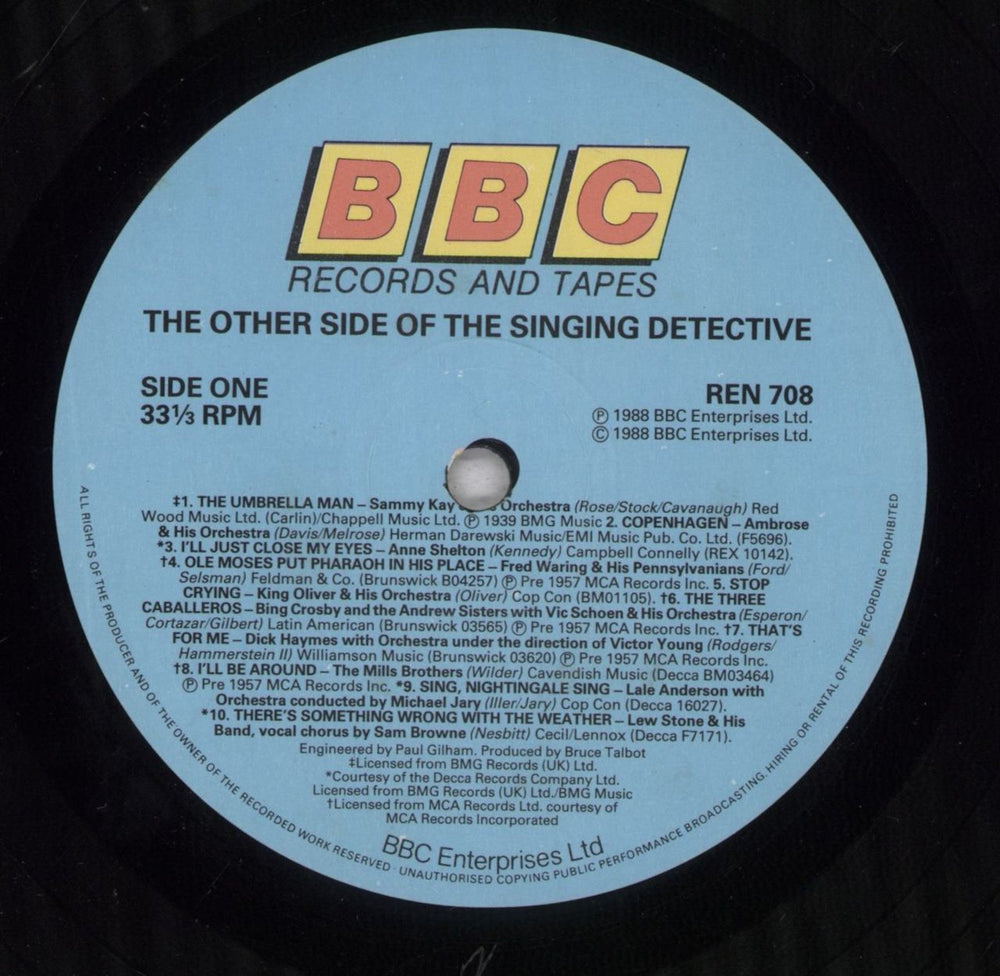 BBC
RECORDS AND TAPES
THE OTHER SIDE OF THE SINGING DETECTIVE
SIDE ONE
33⅓ RPM
REN 708
℗ 1988 BBC Enterprises Ltd.
© 1988 BBC Enterprises Ltd.
‡1. THE UMBRELLA MAN – Sammy Kay Orchestra (Rose/Stock/Cavanaugh) Red
Wood Music Ltd. (Carlin)/Chappell Music Ltd. ℗ 1939 BMG Music 2. COPENHAGEN – Ambrose
& His Orchestra (Davis/Melrose) Herman Darewski Music/EMI Music Pub. Co. Ltd. (F5696).
*3. I'LL JUST CLOSE MY EYES – Anne Shelton (Kennedy) Campbell Connelly (REX 10142).
†4. OLE MOSES PUT PHARAOH IN HIS PLACE – Fred Waring & His Pennsylvanians (Ford/
Selsman) Feldman & Co. (Brunswick B04257) ℗ Pre 1957 MCA Records Inc. 5. STOP
CRYING – King Oliver & His Orchestra (Oliver) Cop Con (BM01105). †6. THE THREE
CABALLEROS – Bing Crosby and the Andrew Sisters with Vic Schoen & His Orchestra (Esperon/
Cortazar/Gilbert) Latin American (Brunswick 03565) ℗ Pre 1957 MCA Records Inc. †7. THAT'S
FOR ME – Dick Haymes with Orchestra under the direction of Victor Young (Rodgers/
Hammerstein II) Williamson Music (Brunswick 03620) ℗ Pre 1957 MCA Records Inc.
†8. I'LL BE AROUND – The Mills Brothers (Wilder) Cavendish Music (Decca BM03464)
℗ Pre 1957 MCA Records Inc. *9. SING, NIGHTINGALE SING – Lale Anderson with
Orchestra conducted by Michael Jary (Iller/Jary) Cop Con (Decca 16027).
*10. THERE'S SOMETHING WRONG WITH THE WEATHER – Lew Stone & His
Band, vocal chorus by Sam Browne (Nesbitt) Cecil/Lennox (Decca F7171).
Engineered by Paul Gilham. Produced by Bruce Talbot
‡Licensed from BMG Records (UK) Ltd.
*Courtesy of the Decca Records Company Ltd.
Licensed from BMG Records (UK) Ltd./BMG Music
†Licensed from MCA Records Ltd. courtesy of
MCA Records Incorporated
BBC Enterprises Ltd
ALL RIGHTS OF THE PRODUCER AND OF THE OWNER OF THE RECORDED WORK RESERVED · UNAUTHORISED COPYING PUBLIC PERFORMANCE BROADCASTING. HIRING OR RENTAL OF THIS RECORDING PROHIBITED